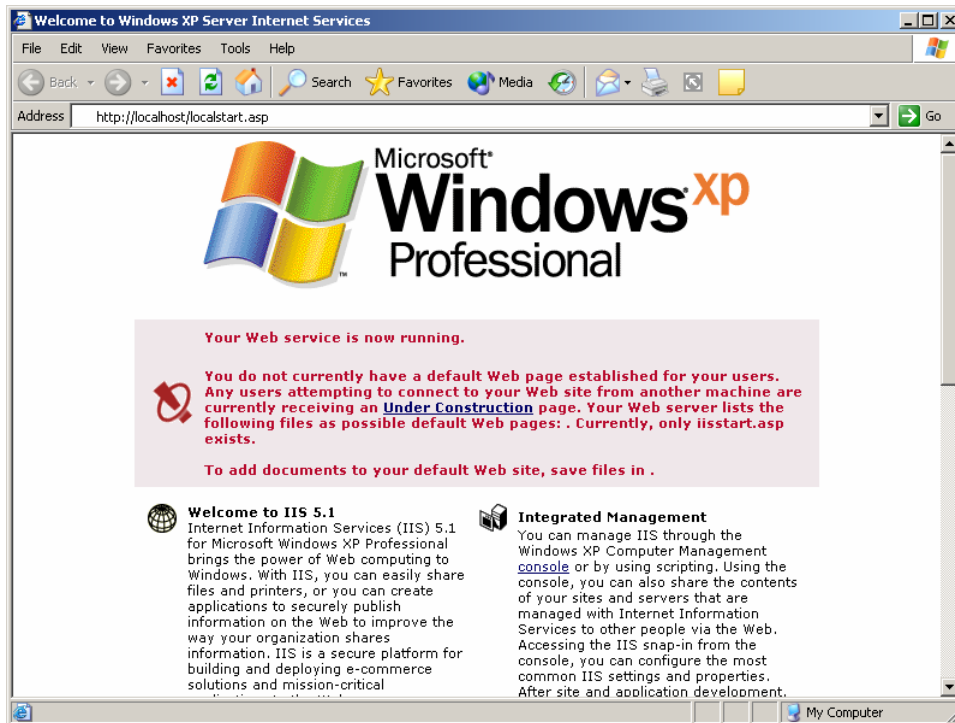 Welcome to Windows XP Server Internet Services
File Edit View Favorites Tools Help
Back Search Favorites Media
Address http://localhost/localstart.asp Go
Microsoft®
Windows® xp
Professional
™
Your Web service is now running.
You do not currently have a default Web page established for your users.
Any users attempting to connect to your Web site from another machine are
currently receiving an Under Construction page. Your Web server lists the
following files as possible default Web pages: . Currently, only iisstart.asp
exists.
To add documents to your default Web site, save files in .
Welcome to IIS 5.1
Internet Information Services (IIS) 5.1
for Microsoft Windows XP Professional
brings the power of Web computing to
Windows. With IIS, you can easily share
files and printers, or you can create
applications to securely publish
information on the Web to improve the
way your organization shares
information. IIS is a secure platform for
building and deploying e-commerce
solutions and mission-critical
Integrated Management
You can manage IIS through the
Windows XP Computer Management
console or by using scripting. Using the
console, you can also share the contents
of your sites and servers that are
managed with Internet Information
Services to other people via the Web.
Accessing the IIS snap-in from the
console, you can configure the most
common IIS settings and properties.
After site and application development,
My Computer